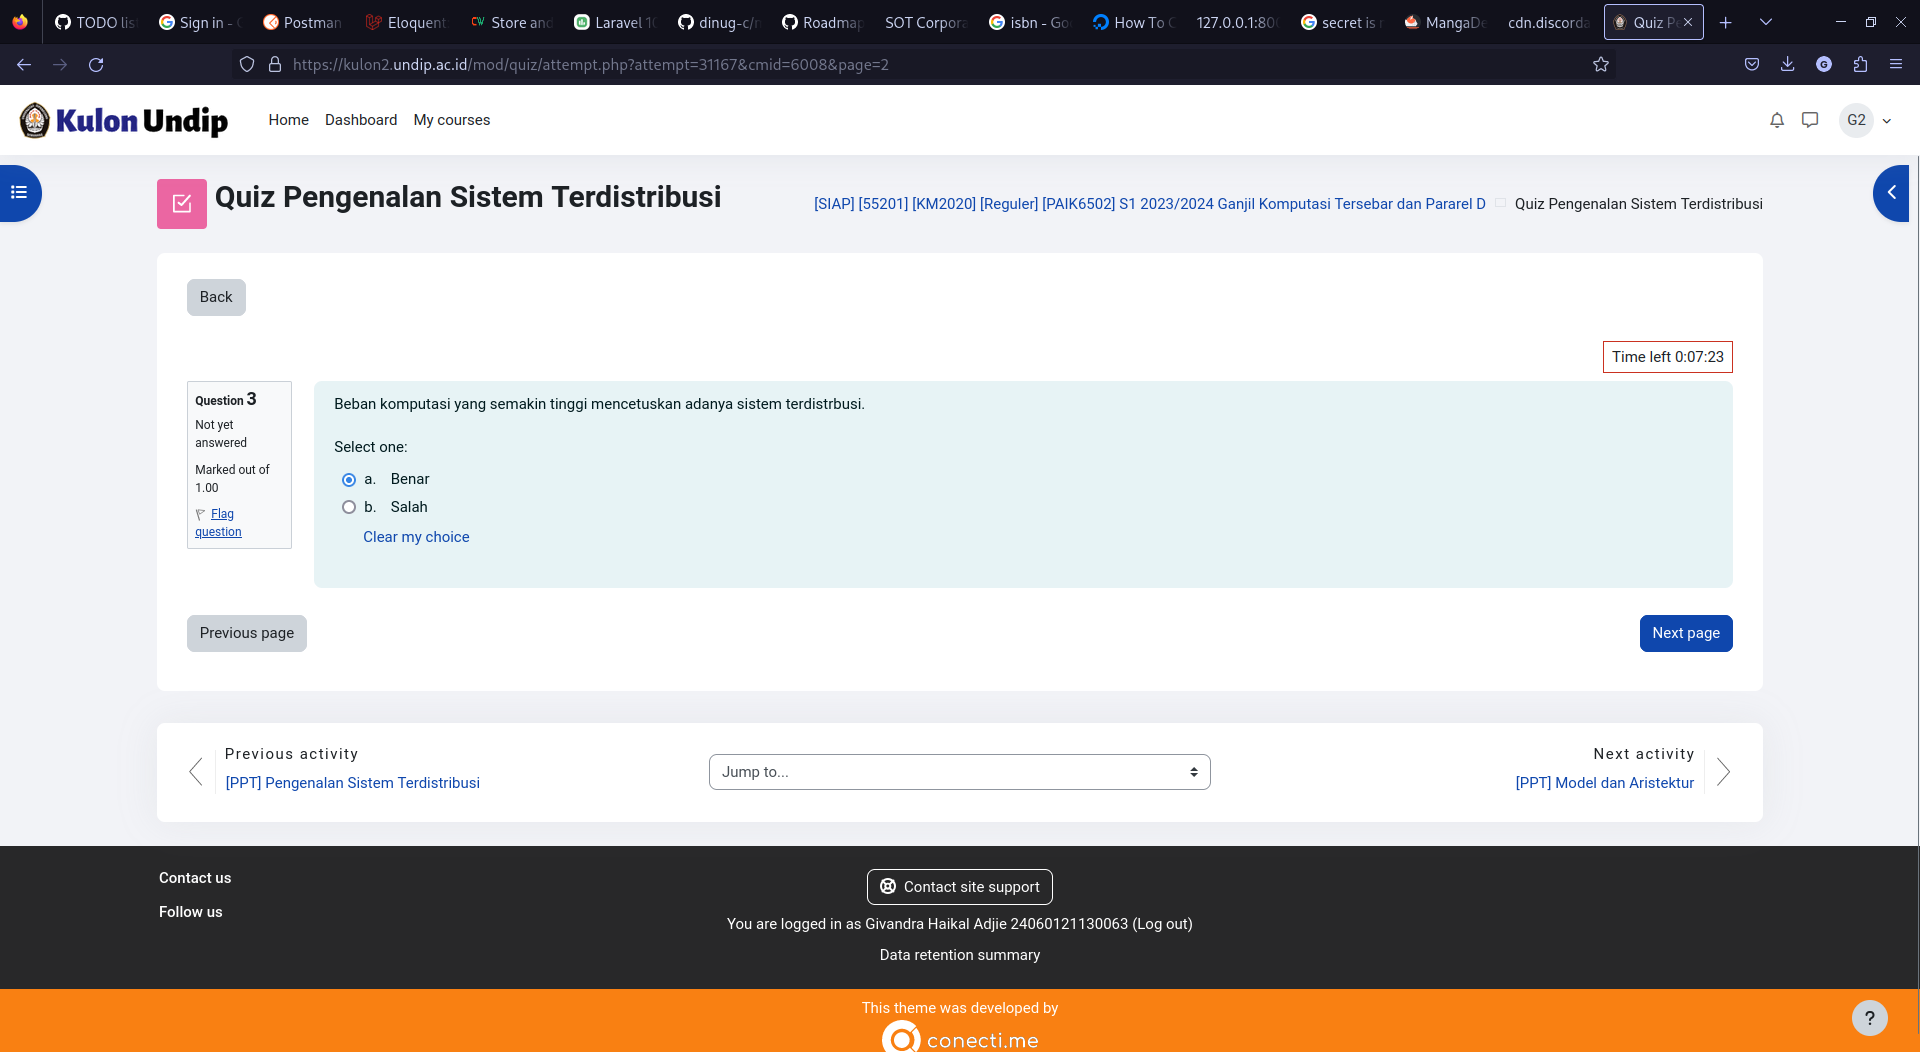 TODO lis
Sign in - G
Postman
Eloquent:
Store and
Laravel 10
dinug-c/n
Roadmap
SOT Corpora
isbn - Goo
How To C
127.0.0.1:800
secret is n
MangaDe
cdn.discorda
Quiz Pe
https://kulon2.undip.ac.id/mod/quiz/attempt.php?attempt=31167&cmid=6008&page=2
G
Kulon Undip
Home
Dashboard
My courses
G2
Quiz Pengenalan Sistem Terdistribusi
[SIAP] [55201] [KM2020] [Reguler] [PAIK6502] S1 2023/2024 Ganjil Komputasi Tersebar dan Pararel D
Quiz Pengenalan Sistem Terdistribusi
Back
Time left 0:07:23
Question 3
Not yet
answered
Marked out of
1.00
Flag
question
Beban komputasi yang semakin tinggi mencetuskan adanya sistem terdistrbusi.
Select one:
a. Benar
b. Salah
Clear my choice
Previous page
Next page
Previous activity
[PPT] Pengenalan Sistem Terdistribusi
Jump to...
Next activity
[PPT] Model dan Aristektur
Contact us
Follow us
Contact site support
You are logged in as Givandra Haikal Adjie 24060121130063 (Log out)
Data retention summary
This theme was developed by
conecti.me
?